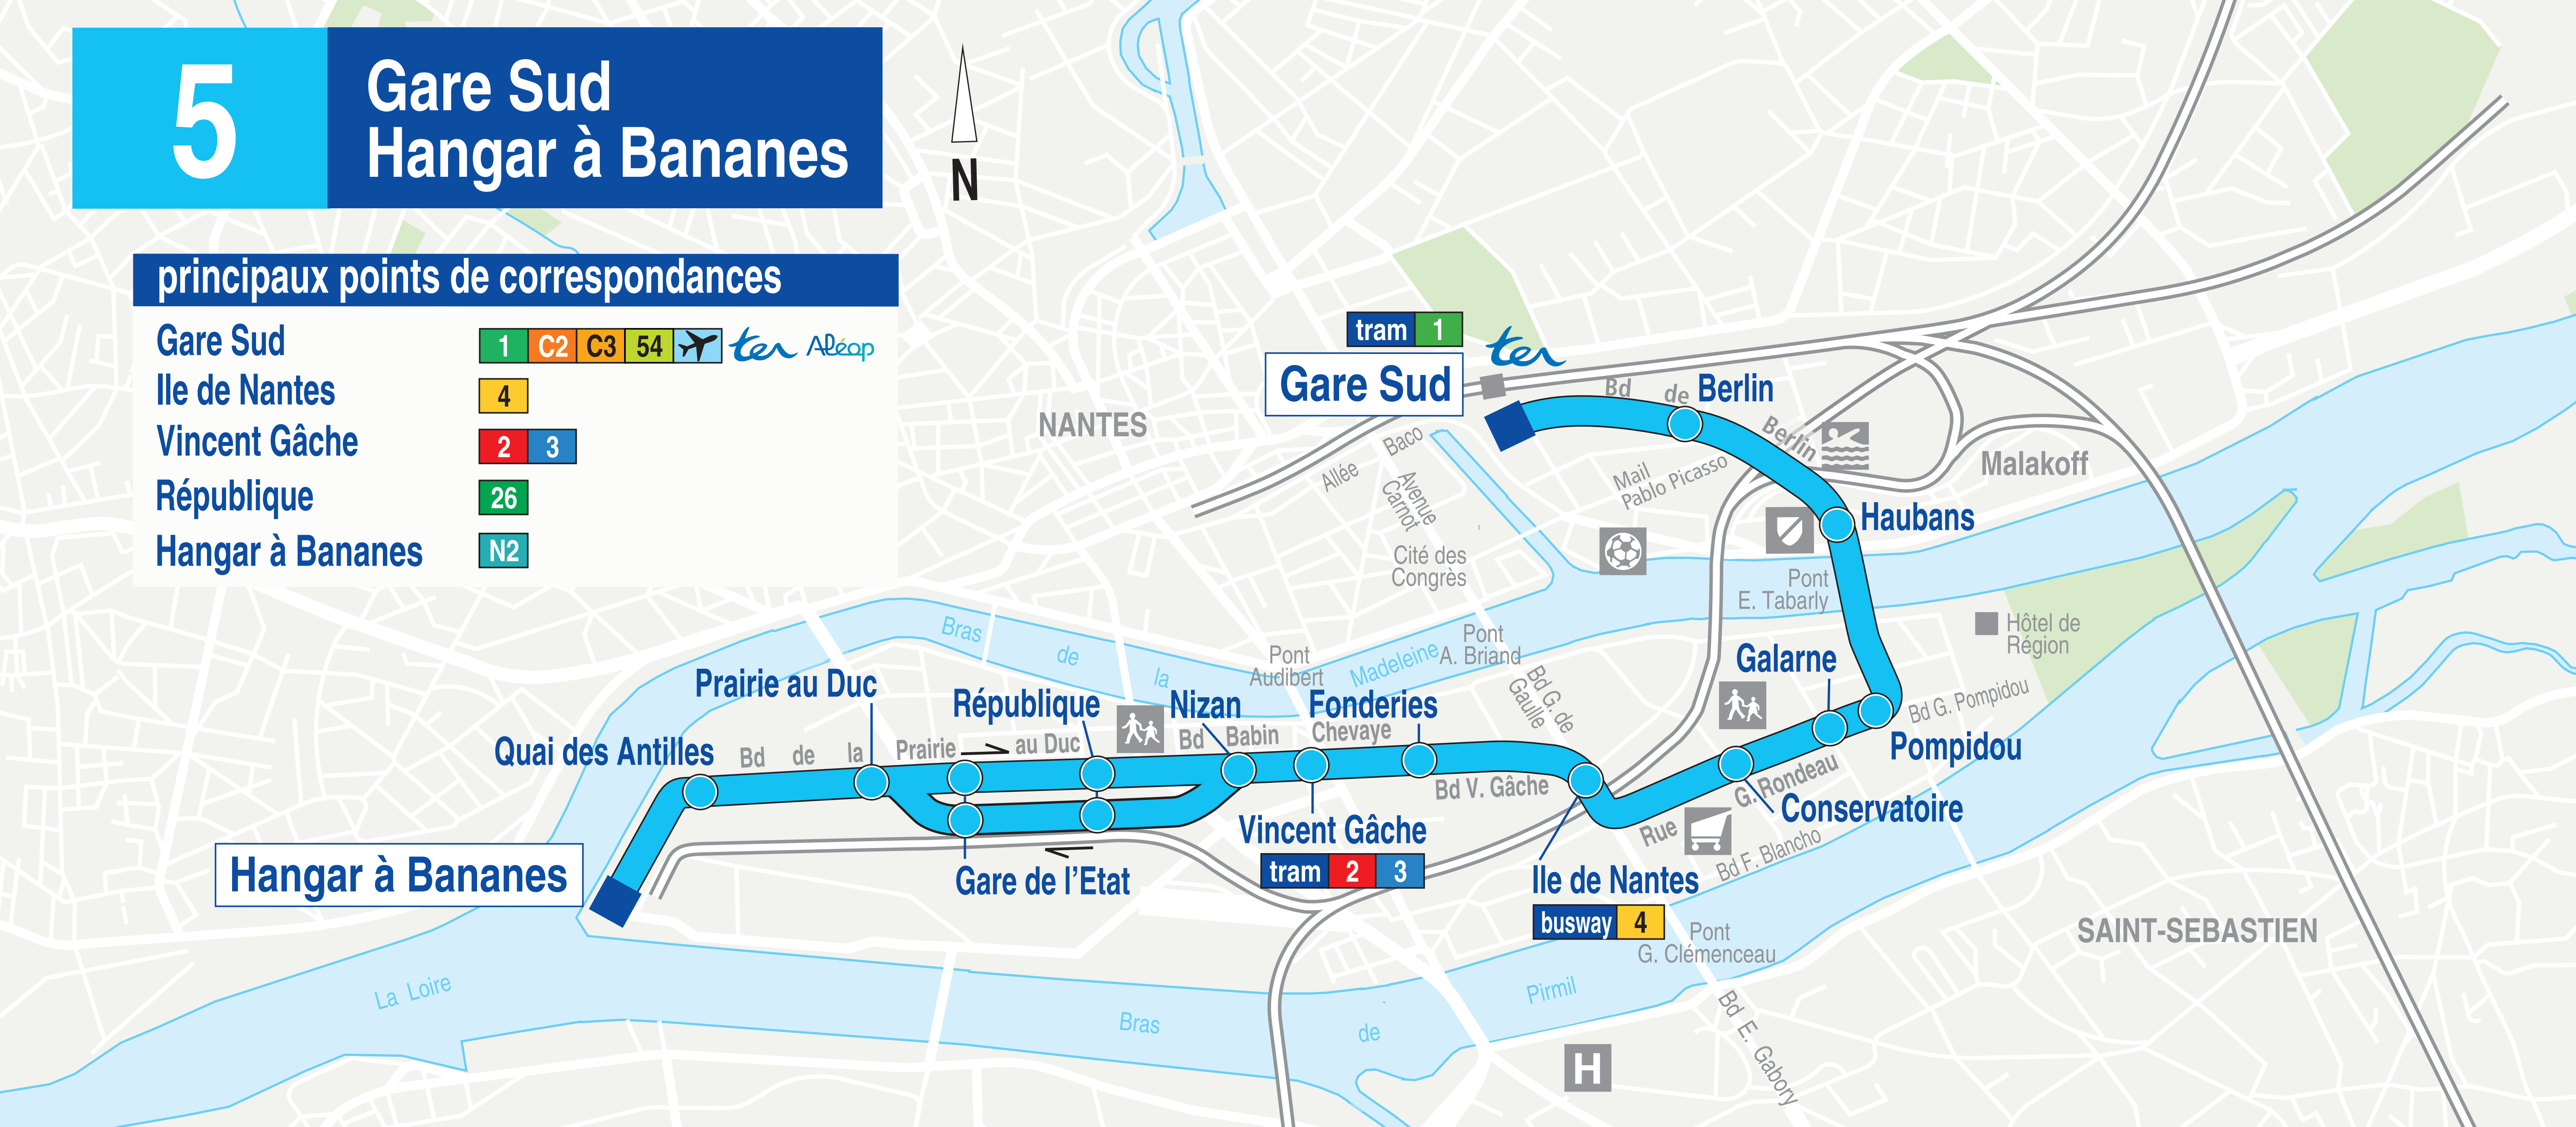 5
Gare Sud
Hangar à Bananes
N
principaux points de correspondances
Gare Sud 1 C2 C3 54 ter Aléop
Ile de Nantes 4
Vincent Gâche 2 3
République 26
Hangar à Bananes N2
tram 1
ter
Gare Sud
Bd de Berlin
Berlin
NANTES
Allée Baco
Avenue
Carnot
Mail
Pablo Picasso
Malakoff
Haubans
Cité des
Congrès
Pont
E. Tabarly
Hôtel de
Région
Bras de la Madeleine
Pont
Audibert
Pont
A. Briand
Bd G. de
Gaulle
Galarne
Bd G. Pompidou
Pompidou
Prairie au Duc
République
Nizan
Fonderies
Quai des Antilles
Bd de la Prairie au Duc
Bd Babin Chevaye
Bd V. Gâche
Rue G. Rondeau
Conservatoire
Bd F. Blancho
Vincent Gâche
tram 2 3
Hangar à Bananes
Gare de l'Etat
Ile de Nantes
busway 4
Pont
G. Clémenceau
SAINT-SEBASTIEN
La Loire
Bras de Pirmil
Bd E. Gabory
H